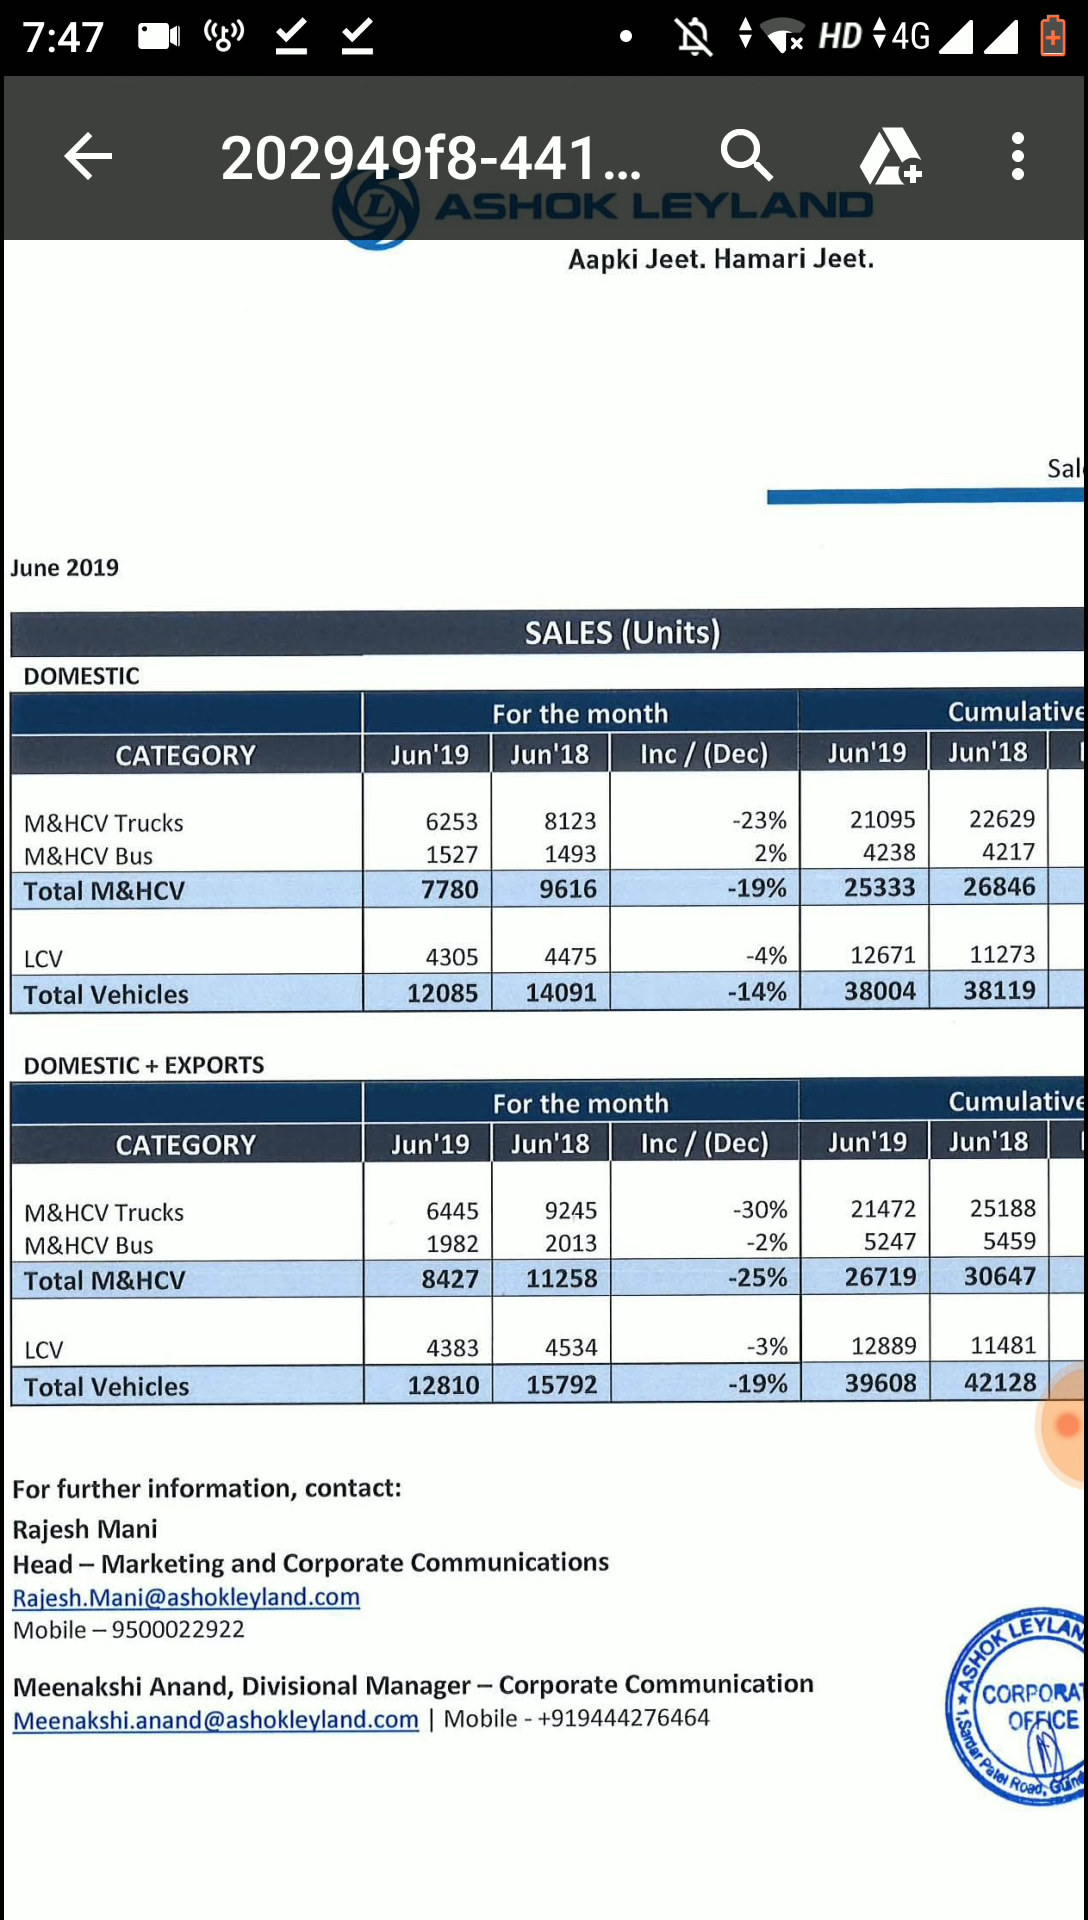 7:47 HD 4G
202949f8-441...
ASHOK LEYLAND
Aapki Jeet. Hamari Jeet.
June 2019
SALES (Units)
DOMESTIC
For the month Cumulative
CATEGORY Jun'19 Jun'18 Inc / (Dec) Jun'19 Jun'18
M&HCV Trucks 6253 8123 -23% 21095 22629
M&HCV Bus 1527 1493 2% 4238 4217
Total M&HCV 7780 9616 -19% 25333 26846
LCV 4305 4475 -4% 12671 11273
Total Vehicles 12085 14091 -14% 38004 38119
DOMESTIC + EXPORTS
For the month Cumulative
CATEGORY Jun'19 Jun'18 Inc / (Dec) Jun'19 Jun'18
M&HCV Trucks 6445 9245 -30% 21472 25188
M&HCV Bus 1982 2013 -2% 5247 5459
Total M&HCV 8427 11258 -25% 26719 30647
LCV 4383 4534 -3% 12889 11481
Total Vehicles 12810 15792 -19% 39608 42128
For further information, contact:
Rajesh Mani
Head – Marketing and Corporate Communications
Rajesh.Mani@ashokleyland.com
Mobile – 9500022922
Meenakshi Anand, Divisional Manager – Corporate Communication
Meenakshi.anand@ashokleyland.com | Mobile - +919444276464
ASHOK
OFFICE
1, Sardar Patel Road,